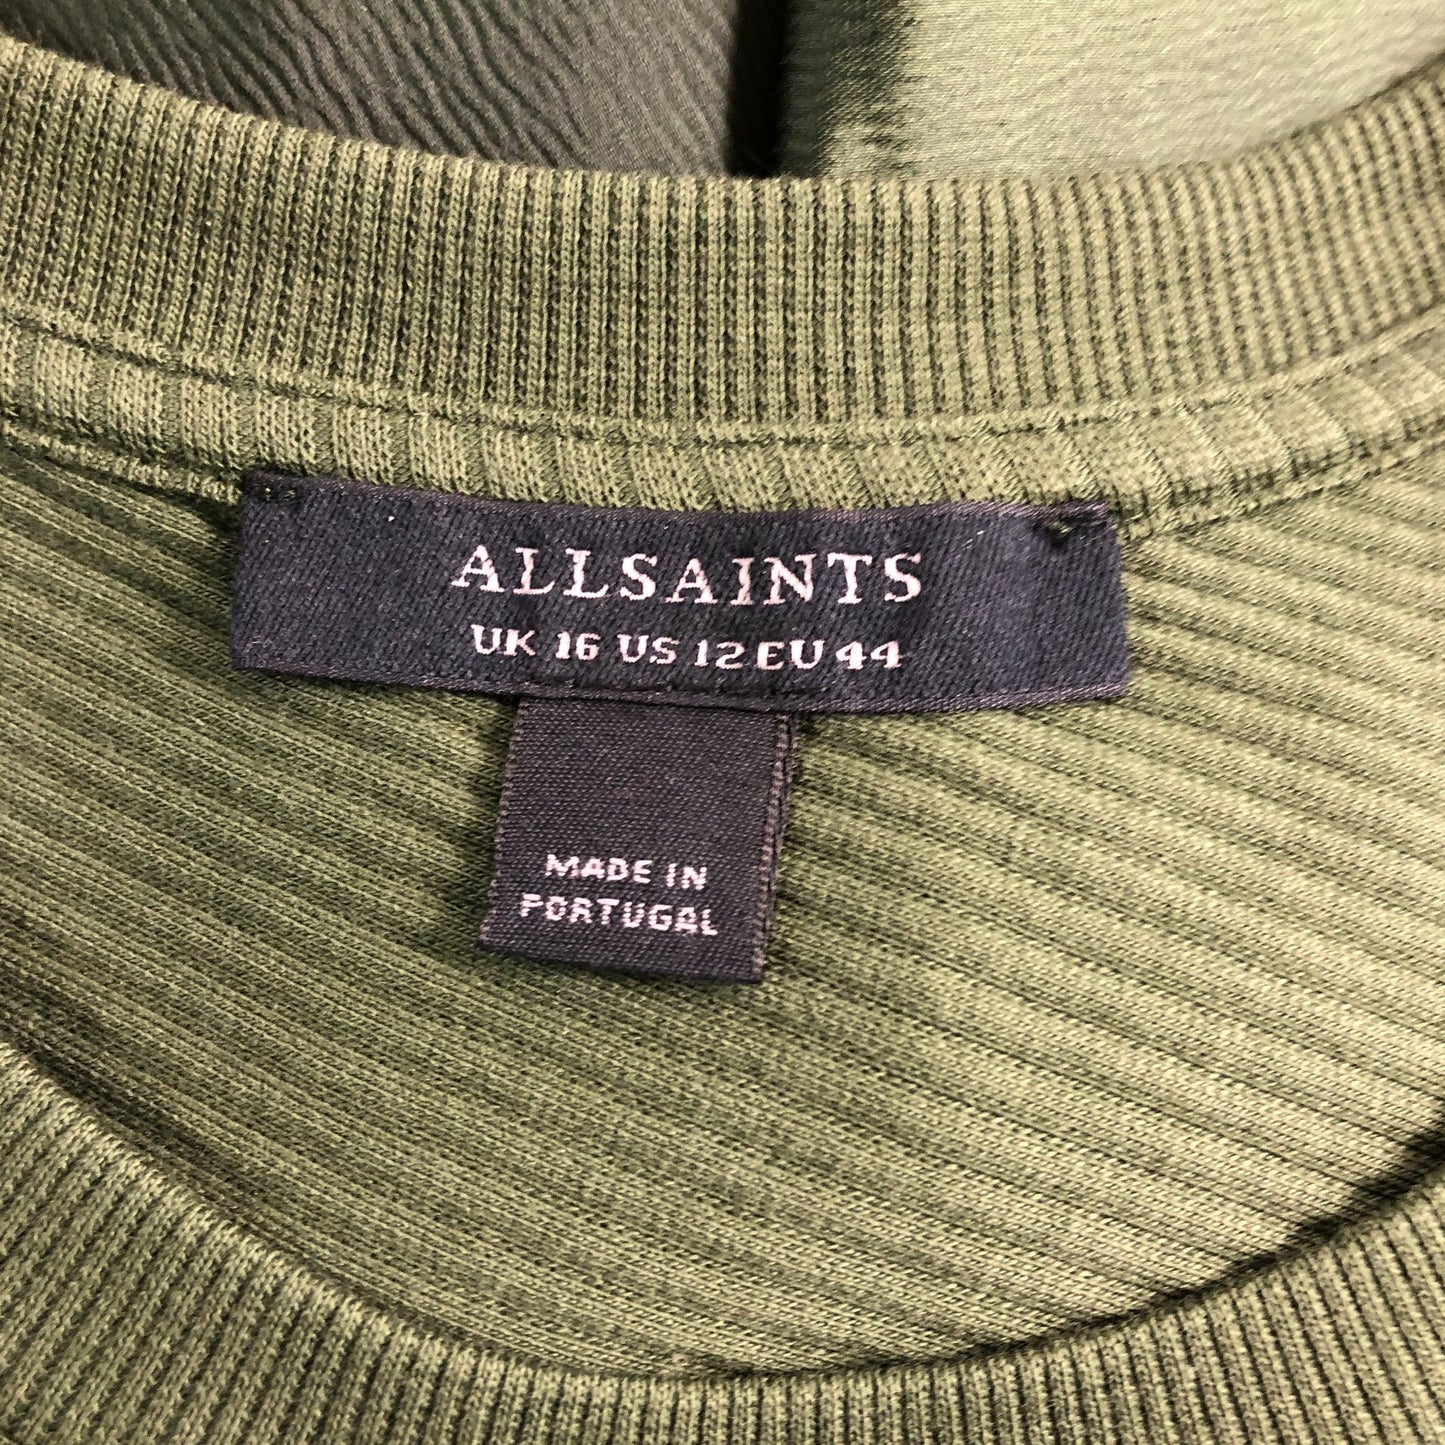 ALLSAINTS
UK 16 US 12 EU 44
MADE IN
PORTUGAL